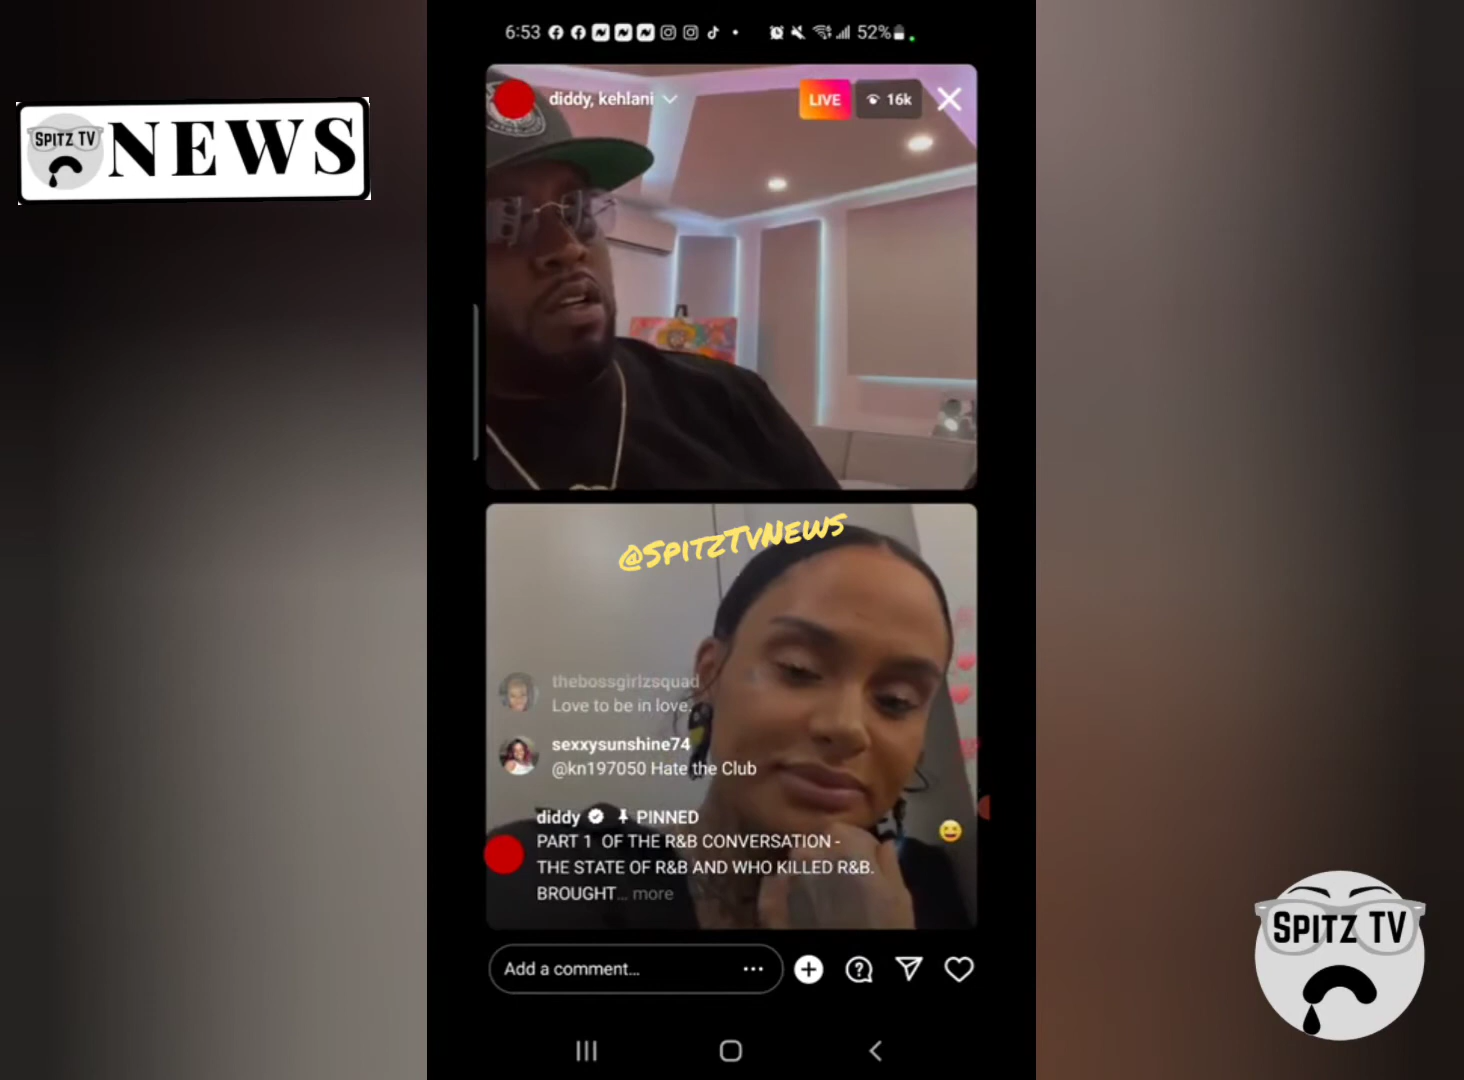 6:53
52%
SPITZ TV
NEWS
diddy, kehlani
LIVE
16k
@SPITZTVNEWS
thebossgirlzsquad
Love to be in love.
sexxysunshine74
@kn197050 Hate the Club
diddy PINNED
PART 1 OF THE R&B CONVERSATION -
THE STATE OF R&B AND WHO KILLED R&B.
BROUGHT... more
Add a comment...
SPITZ TV